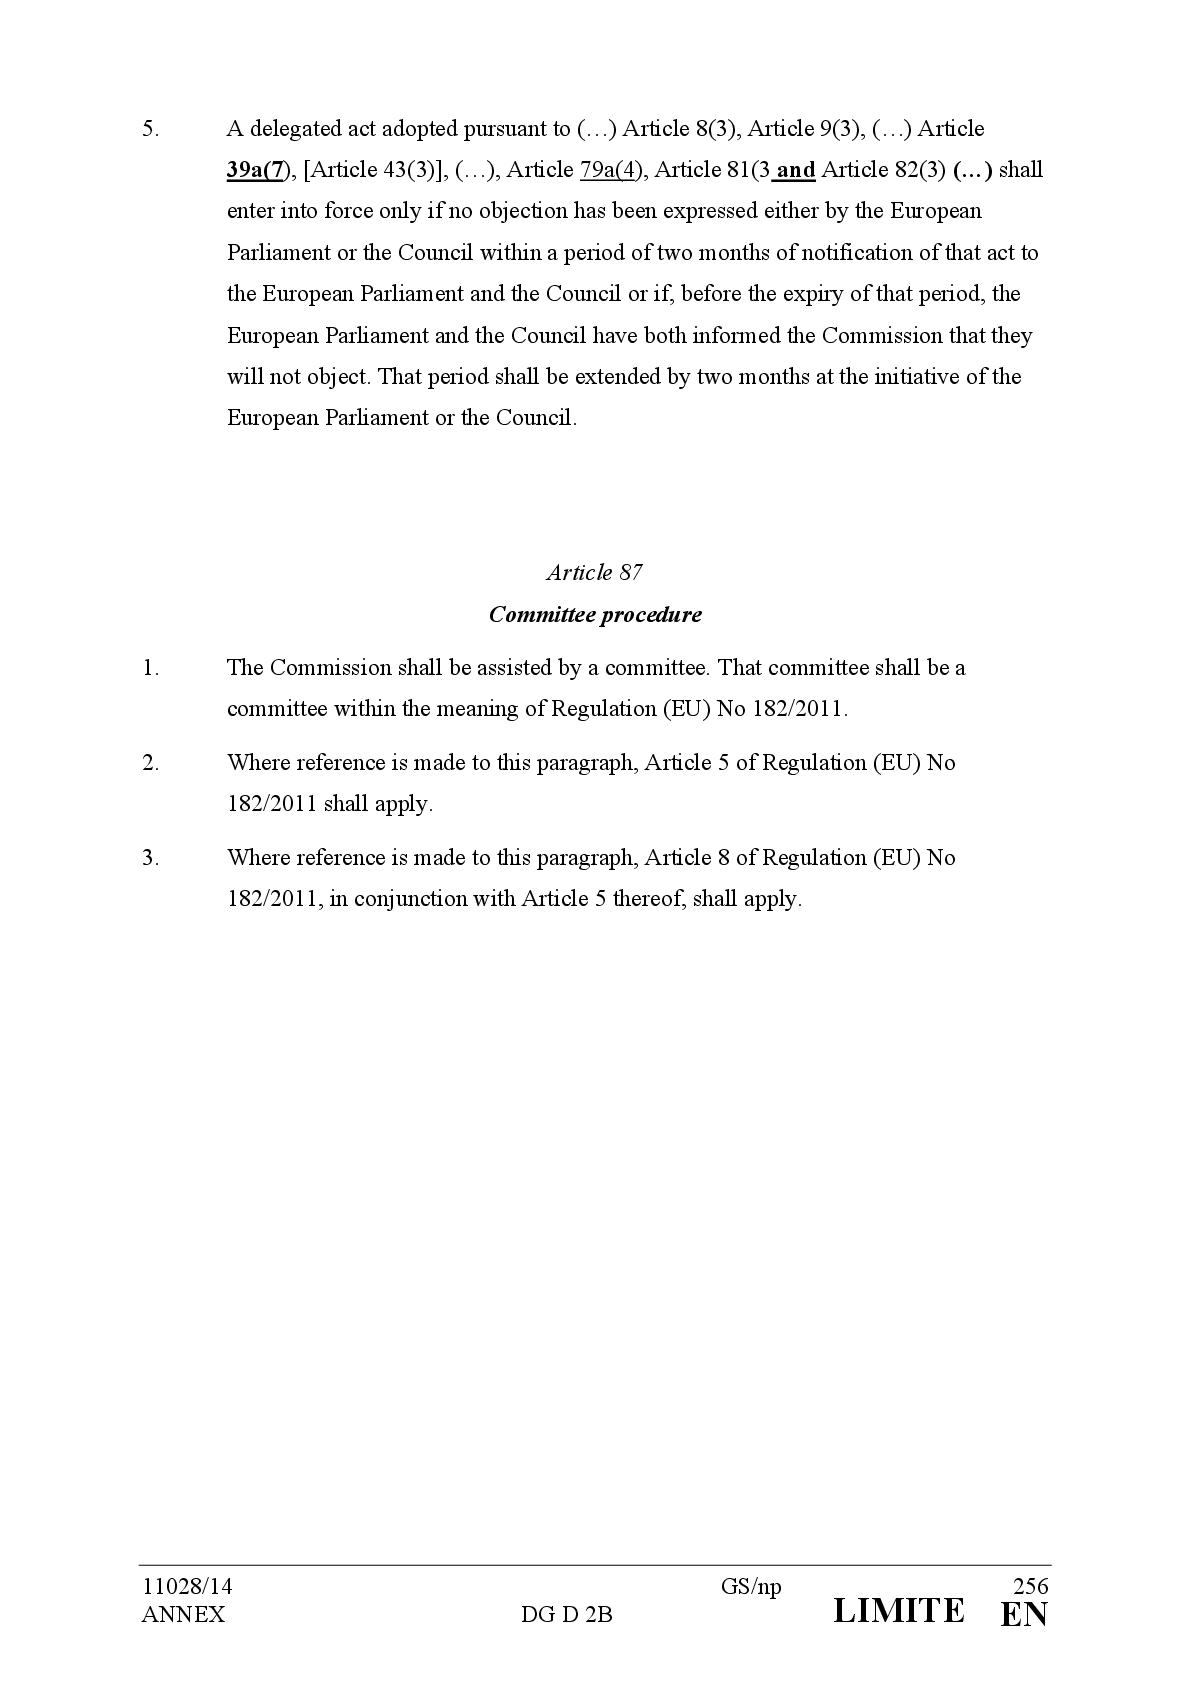 5. A delegated act adopted pursuant to (…) Article 8(3), Article 9(3), (…) Article
39a(7), [Article 43(3)], (…), Article 79a(4), Article 81(3 and Article 82(3) (…) shall
enter into force only if no objection has been expressed either by the European
Parliament or the Council within a period of two months of notification of that act to
the European Parliament and the Council or if, before the expiry of that period, the
European Parliament and the Council have both informed the Commission that they
will not object. That period shall be extended by two months at the initiative of the
European Parliament or the Council.
Article 87
Committee procedure
1. The Commission shall be assisted by a committee. That committee shall be a
committee within the meaning of Regulation (EU) No 182/2011.
2. Where reference is made to this paragraph, Article 5 of Regulation (EU) No
182/2011 shall apply.
3. Where reference is made to this paragraph, Article 8 of Regulation (EU) No
182/2011, in conjunction with Article 5 thereof, shall apply.
11028/14 GS/np 256
ANNEX DG D 2B LIMITE EN